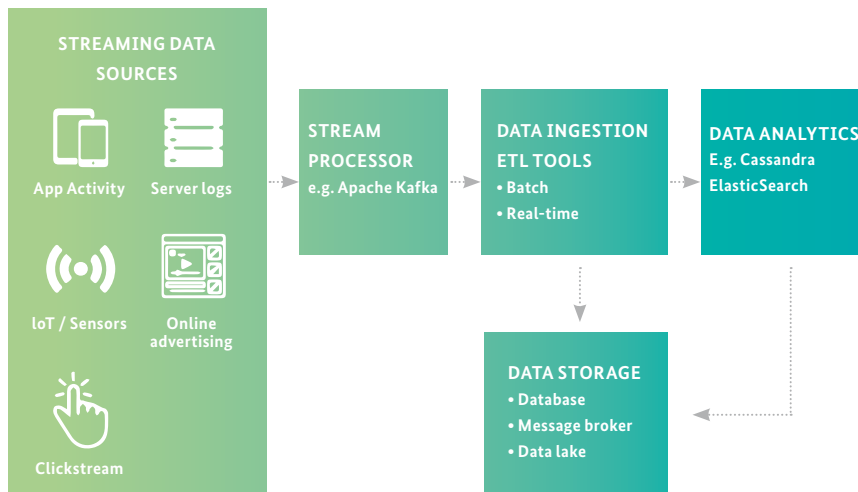 STREAMING DATA
SOURCES
App Activity
Server logs
IoT / Sensors
Online
advertising
Clickstream
STREAM
PROCESSOR
e.g. Apache Kafka
DATA INGESTION
ETL TOOLS
• Batch
• Real-time
DATA ANALYTICS
E.g. Cassandra
ElasticSearch
DATA STORAGE
• Database
• Message broker
• Data lake